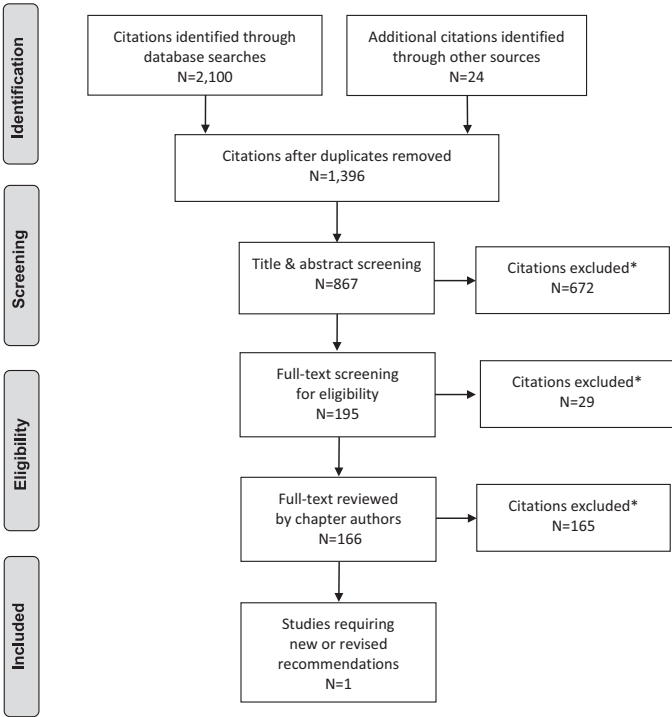 Identification
Citations identified through
database searches
N=2,100
Additional citations identified
through other sources
N=24
Citations after duplicates removed
N=1,396
Screening
Title & abstract screening
N=867
Citations excluded*
N=672
Eligibility
Full-text screening
for eligibility
N=195
Citations excluded*
N=29
Full-text reviewed
by chapter authors
N=166
Citations excluded*
N=165
Included
Studies requiring
new or revised
recommendations
N=1